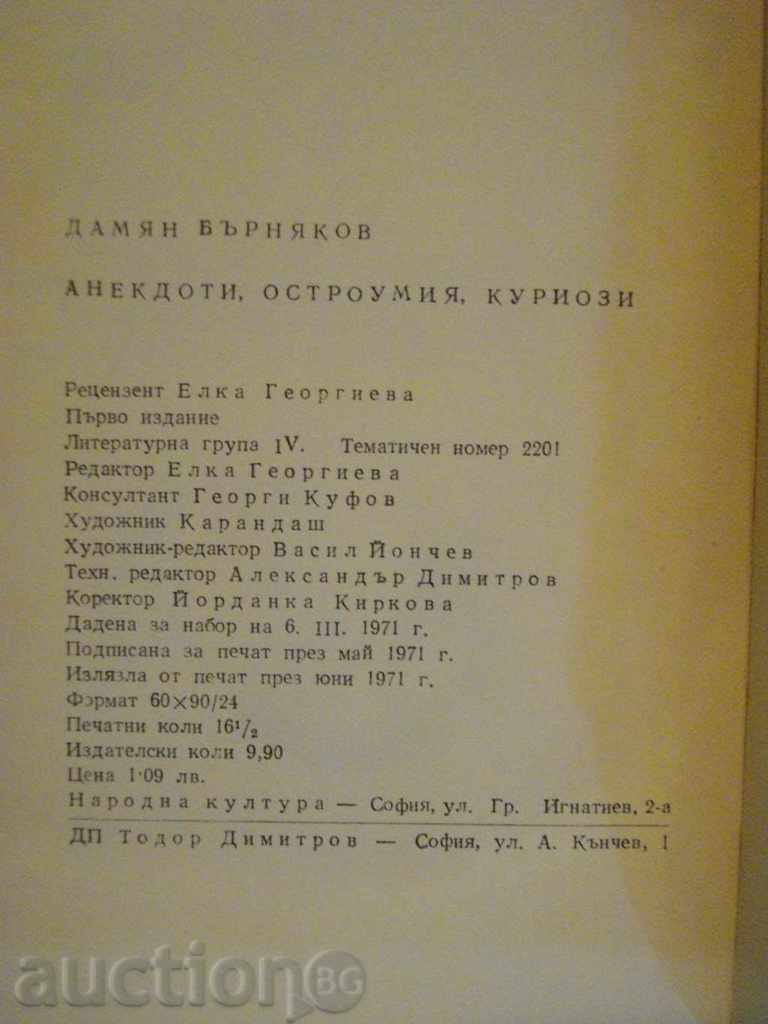 ДАМЯН БЪРНЯКОВ
АНЕКДОТИ, ОСТРОУМИЯ, КУРИОЗИ
Рецензент Елка Георгиева
Първо издание
Литературна група IV. Тематичен номер 2201
Редактор Елка Георгиева
Консултант Георги Куфов
Художник Карандаш
Художник-редактор Васил Йончев
Техн. редактор Александър Димитров
Коректор Йорданка Киркова
Дадена за набор на 6. III. 1971 г.
Подписана за печат през май 1971 г.
Излязла от печат през юни 1971 г.
Формат 60×90/24
Печатни коли 16¹/₂
Издателски коли 9,90
Цена 1·09 лв.
Народна култура — София, ул. Гр. Игнатиев, 2-а
ДП Тодор Димитров — София, ул. А. Кънчев, 1
auction BG